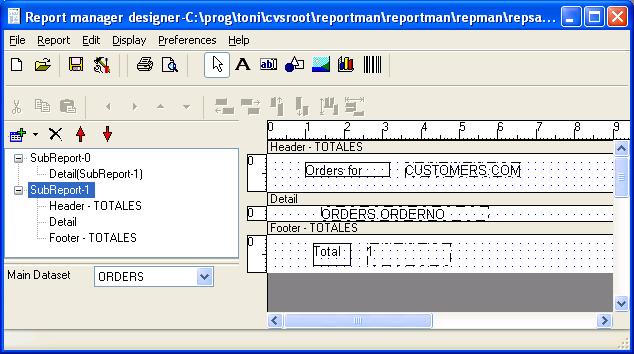 Report manager designer-C:\prog\toni\cvsroot\reportman\reportman\repman\repsa...
File Report Edit Display Preferences Help
A ab
0 1 2 3 4 5 6 7 8 9
SubReport-0
Detail(SubReport-1)
SubReport-1
Header - TOTALES
Detail
Footer - TOTALES
Main Dataset ORDERS
Header - TOTALES
0 Orders for CUSTOMERS.COM
Detail
0 ORDERS.ORDERNO
Footer - TOTALES
0 Total 1